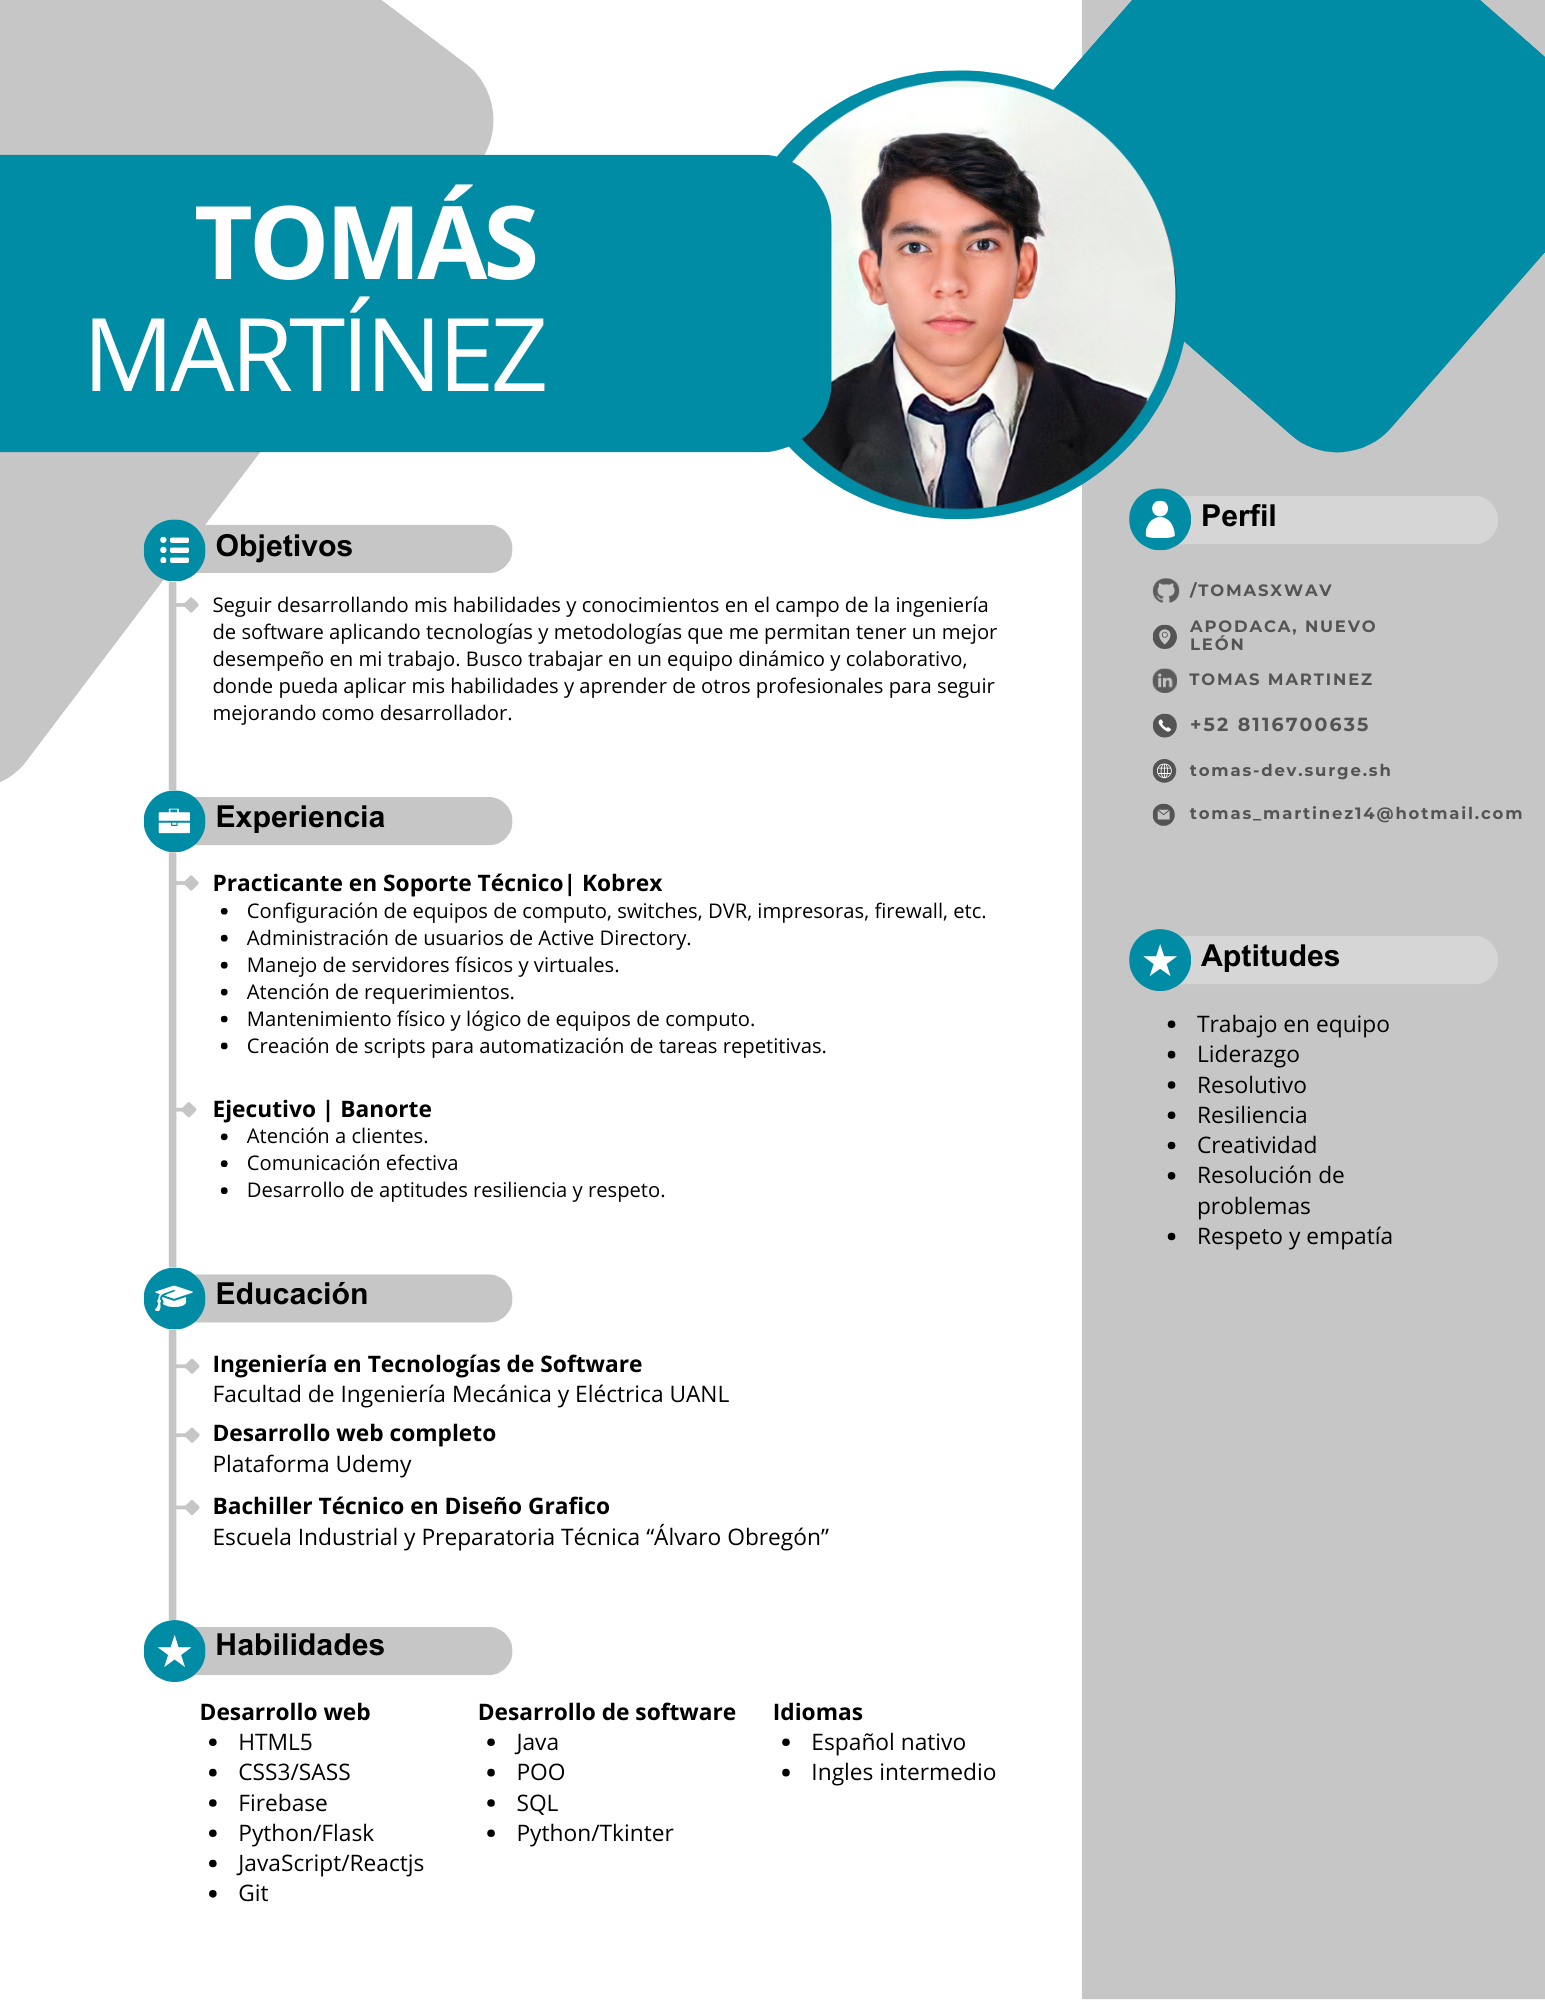 TOMÁS
MARTÍNEZ
Objetivos
Seguir desarrollando mis habilidades y conocimientos en el campo de la ingeniería
de software aplicando tecnologías y metodologías que me permitan tener un mejor
desempeño en mi trabajo. Busco trabajar en un equipo dinámico y colaborativo,
donde pueda aplicar mis habilidades y aprender de otros profesionales para seguir
mejorando como desarrollador.
Experiencia
Practicante en Soporte Técnico| Kobrex
• Configuración de equipos de computo, switches, DVR, impresoras, firewall, etc.
• Administración de usuarios de Active Directory.
• Manejo de servidores físicos y virtuales.
• Atención de requerimientos.
• Mantenimiento físico y lógico de equipos de computo.
• Creación de scripts para automatización de tareas repetitivas.
Ejecutivo | Banorte
• Atención a clientes.
• Comunicación efectiva
• Desarrollo de aptitudes resiliencia y respeto.
Educación
Ingeniería en Tecnologías de Software
Facultad de Ingeniería Mecánica y Eléctrica UANL
Desarrollo web completo
Plataforma Udemy
Bachiller Técnico en Diseño Grafico
Escuela Industrial y Preparatoria Técnica “Álvaro Obregón”
Habilidades
Desarrollo web
• HTML5
• CSS3/SASS
• Firebase
• Python/Flask
• JavaScript/Reactjs
• Git
Desarrollo de software
• Java
• POO
• SQL
• Python/Tkinter
Idiomas
• Español nativo
• Ingles intermedio
Perfil
/TOMASXWAV
APODACA, NUEVO
LEÓN
in TOMAS MARTINEZ
+52 8116700635
tomas-dev.surge.sh
tomas_martinez14@hotmail.com
Aptitudes
• Trabajo en equipo
• Liderazgo
• Resolutivo
• Resiliencia
• Creatividad
• Resolución de
problemas
• Respeto y empatía